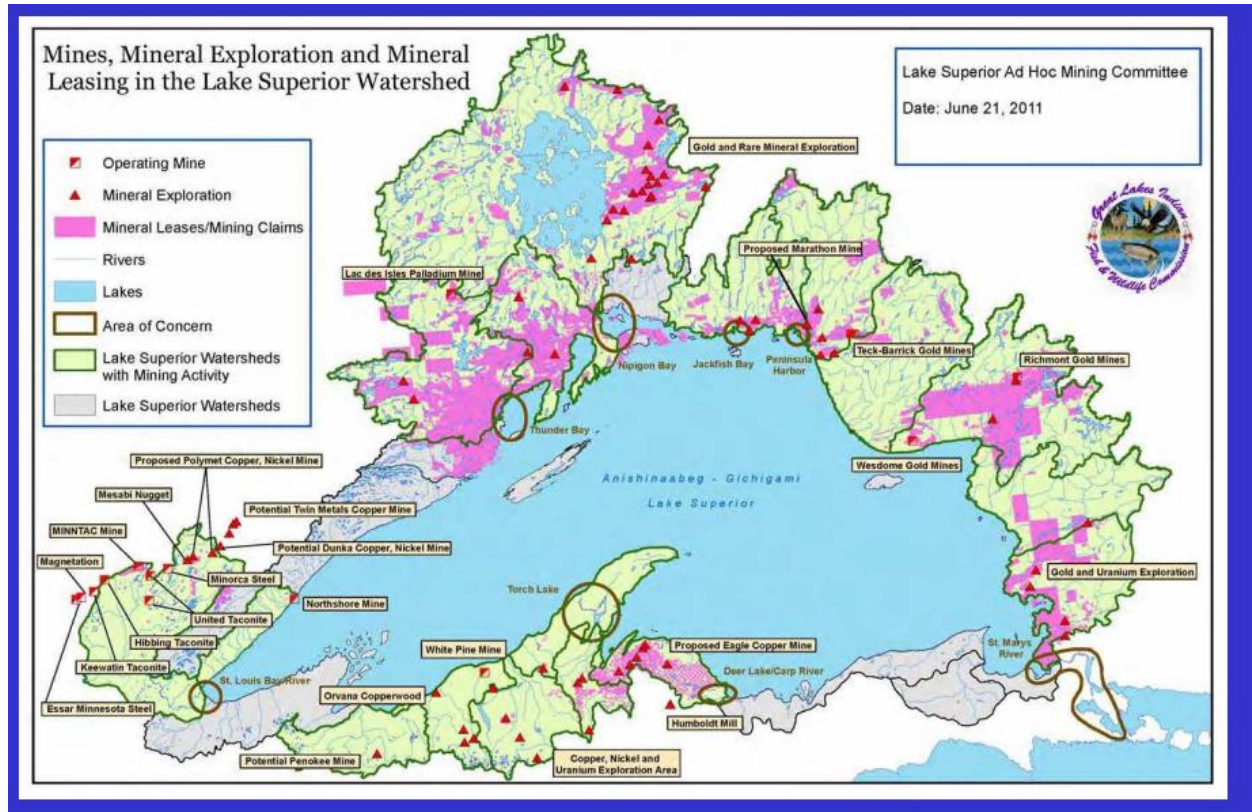 Mines, Mineral Exploration and Mineral
Leasing in the Lake Superior Watershed
Lake Superior Ad Hoc Mining Committee
Date: June 21, 2011
Operating Mine
Mineral Exploration
Mineral Leases/Mining Claims
Rivers
Lakes
Area of Concern
Lake Superior Watersheds
with Mining Activity
Lake Superior Watersheds
Great Lakes Indian
Fish & Wildlife Commission
Gold and Rare Mineral Exploration
Proposed Marathon Mine
Lac des Isles Palladium Mine
Nipigon Bay
Jackfish Bay
Peninsula
Harbor
Teck-Barrick Gold Mines
Richmont Gold Mines
Thunder Bay
Wesdome Gold Mines
Anishinaabeg - Gichigami
Lake Superior
Proposed Polymet Copper, Nickel Mine
Mesabi Nugget
Potential Twin Metals Copper Mine
MINNTAC Mine
Potential Dunka Copper, Nickel Mine
Magnetation
Minorca Steel
Northshore Mine
United Taconite
Hibbing Taconite
Keewatin Taconite
Essar Minnesota Steel
St. Louis Bay/River
Torch Lake
White Pine Mine
Proposed Eagle Copper Mine
Gold and Uranium Exploration
St. Marys
River
Deer Lake/Carp River
Orvana Copperwood
Humboldt Mill
Potential Penokee Mine
Copper, Nickel and
Uranium Exploration Area